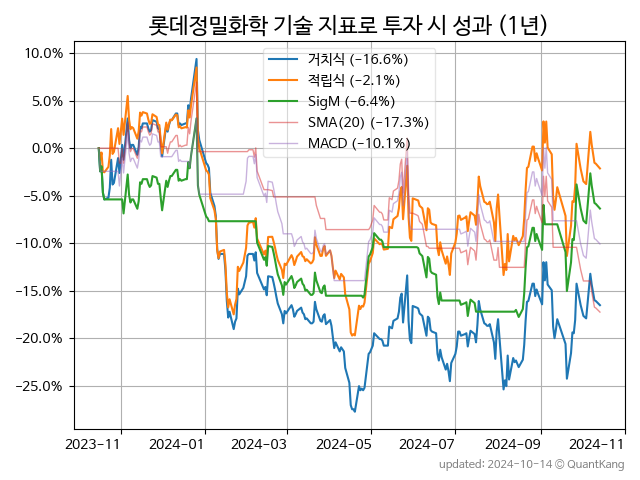 롯데정밀화학 기술 지표로 투자 시 성과 (1년)
거치식 (−16.6%)
적립식 (−2.1%)
SigM (−6.4%)
SMA(20) (−17.3%)
MACD (−10.1%)
10.0%
5.0%
0.0%
−5.0%
−10.0%
−15.0%
−20.0%
−25.0%
2023-11
2024-01
2024-03
2024-05
2024-07
2024-09
2024-11
updated: 2024-10-14 ⓒ QuantKang